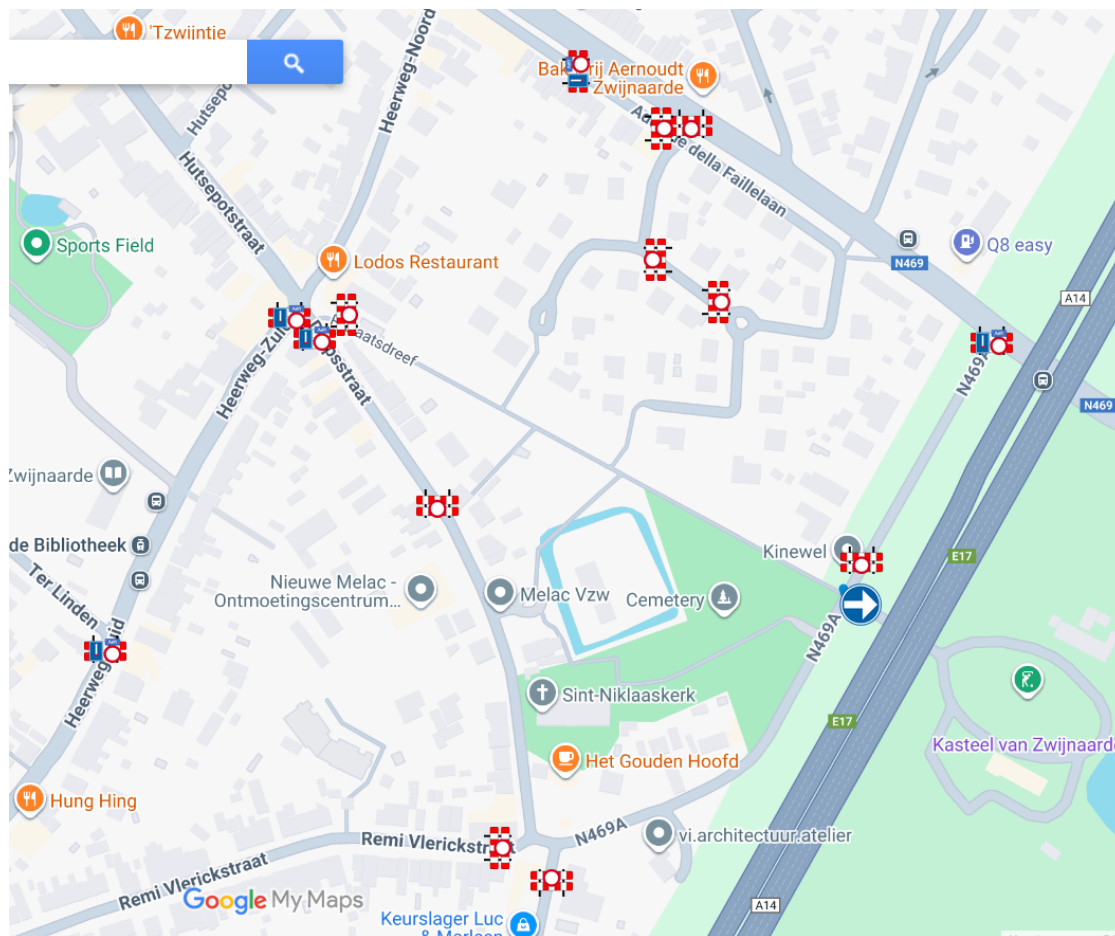 'Tzwijntje
Heerweg-Noord
Hutsepotstraat
Bakkerij Aernoudt
Zwijnaarde
della Faillelaan
Sports Field
Lodos Restaurant
Q8 easy
N469
A14
N469A
N469
Heerweg-Zuid
Zwijnaarde
de Bibliotheek
Ter Linden
Heerweg-Zuid
Nieuwe Melac -
Ontmoetingscentrum...
Melac Vzw
Cemetery
Kinewel
E17
N469A
Sint-Niklaaskerk
E17
Kasteel van Zwijnaarde
Het Gouden Hoofd
Hung Hing
N469A
vi.architectuur.atelier
Remi Vlerickstraat
Remi Vlerickstraat
Google My Maps
A14
Keurslager Luc